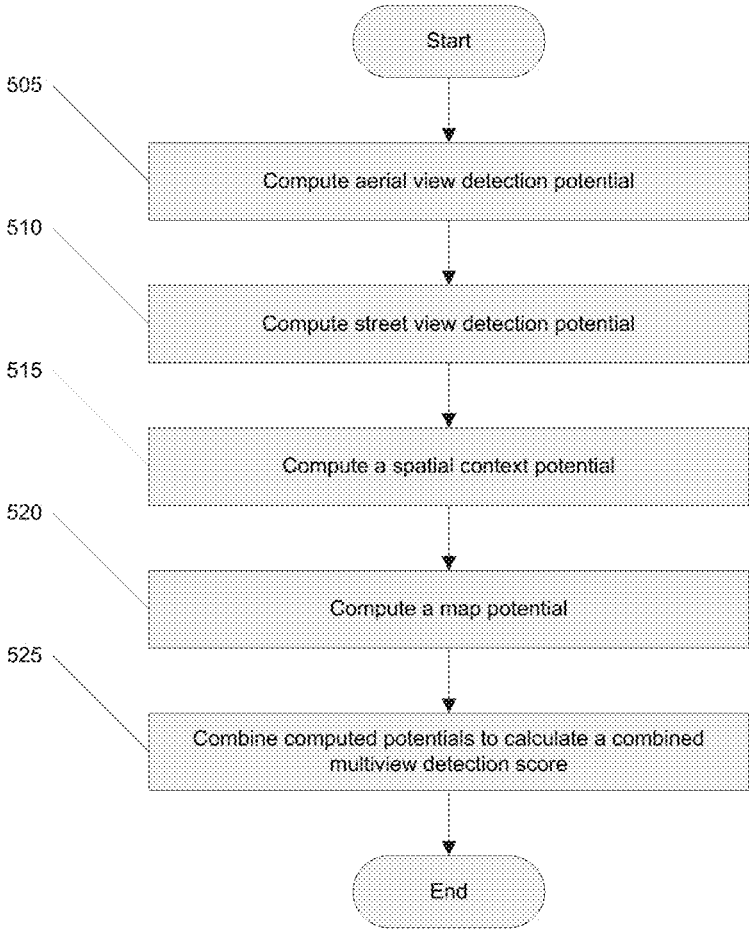 Start
505
Compute aerial view detection potential
510
Compute street view detection potential
515
Compute a spatial context potential
520
Compute a map potential
525
Combine computed potentials to calculate a combined
multiview detection score
End